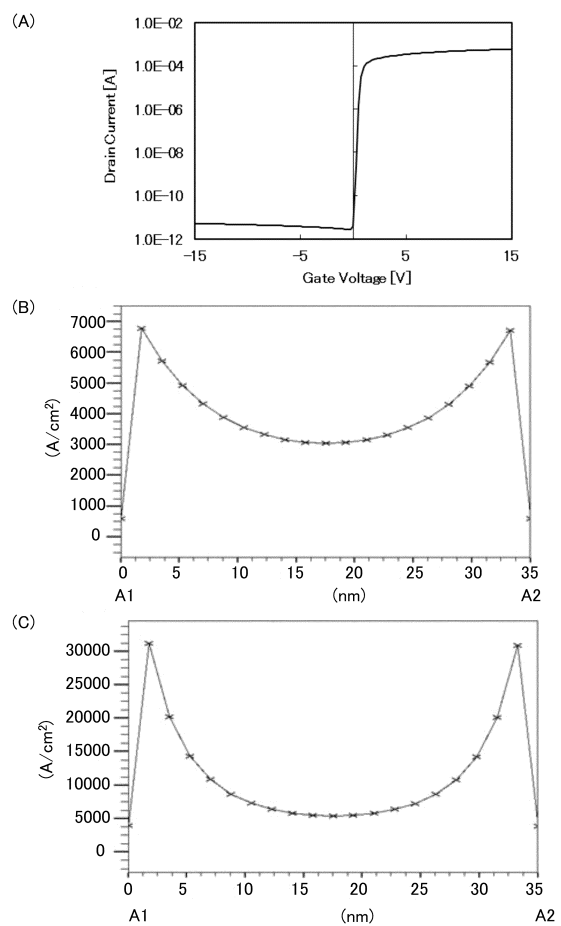 (A)
1.0E-02
1.0E-04
1.0E-06
1.0E-08
1.0E-10
1.0E-12
Drain Current [A]
-15
-5
5
15
Gate Voltage [V]
(B)
7000
6000
5000
4000
3000
2000
1000
0
(A/cm²)
0 5 10 15 20 25 30 35
A1 (nm) A2
(C)
30000
25000
20000
15000
10000
5000
0
(A/cm²)
0 5 10 15 20 25 30 35
A1 (nm) A2